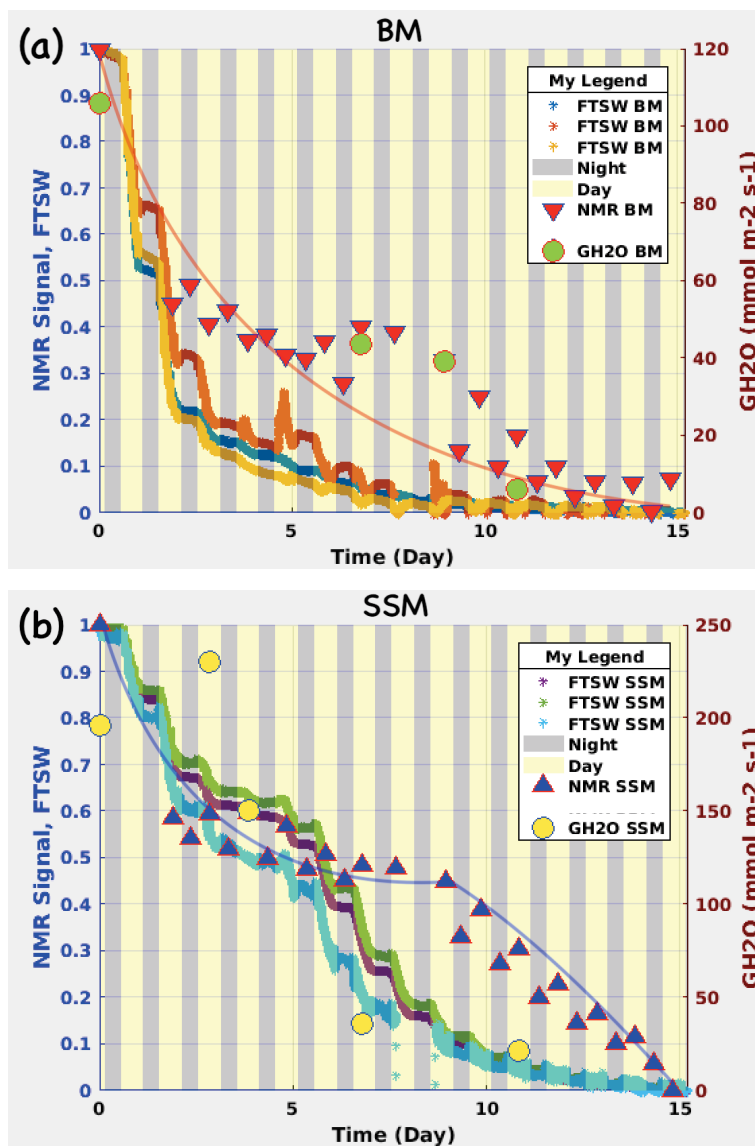 (a)
BM
1
0.9
0.8
0.7
0.6
0.5
0.4
0.3
0.2
0.1
0
NMR Signal, FTSW
120
100
80
60
40
20
0
GH2O (mmol m-2 s-1)
My Legend
FTSW BM
FTSW BM
FTSW BM
Night
Day
NMR BM
GH2O BM
0
5
10
15
Time (Day)
(b)
SSM
1
0.9
0.8
0.7
0.6
0.5
0.4
0.3
0.2
0.1
0
NMR Signal, FTSW
250
200
150
100
50
0
GH2O (mmol m-2 s-1)
My Legend
FTSW SSM
FTSW SSM
FTSW SSM
Night
Day
NMR SSM
GH2O SSM
0
5
10
15
Time (Day)